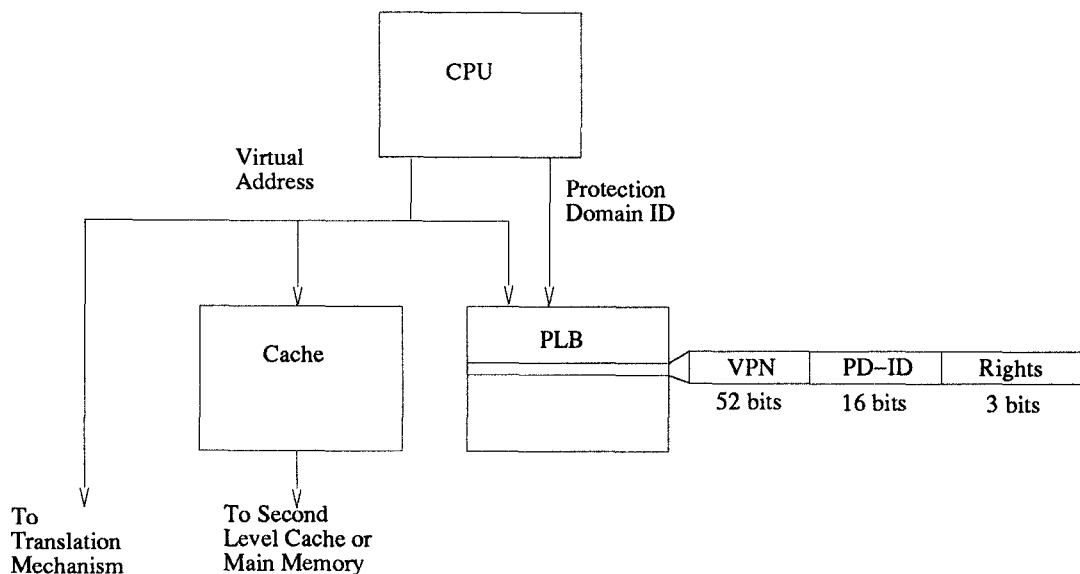 CPU
Virtual
Address
Protection
Domain ID
Cache
PLB
VPN
PD–ID
Rights
52 bits
16 bits
3 bits
To
Translation
Mechanism
To Second
Level Cache or
Main Memory